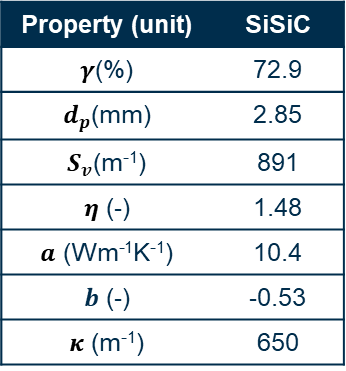 Property (unit) SiSiC
γ(%) 72.9
dₚ(mm) 2.85
Sᵥ(m⁻¹) 891
η (-) 1.48
a (Wm⁻¹K⁻¹) 10.4
b (-) -0.53
κ (m⁻¹) 650